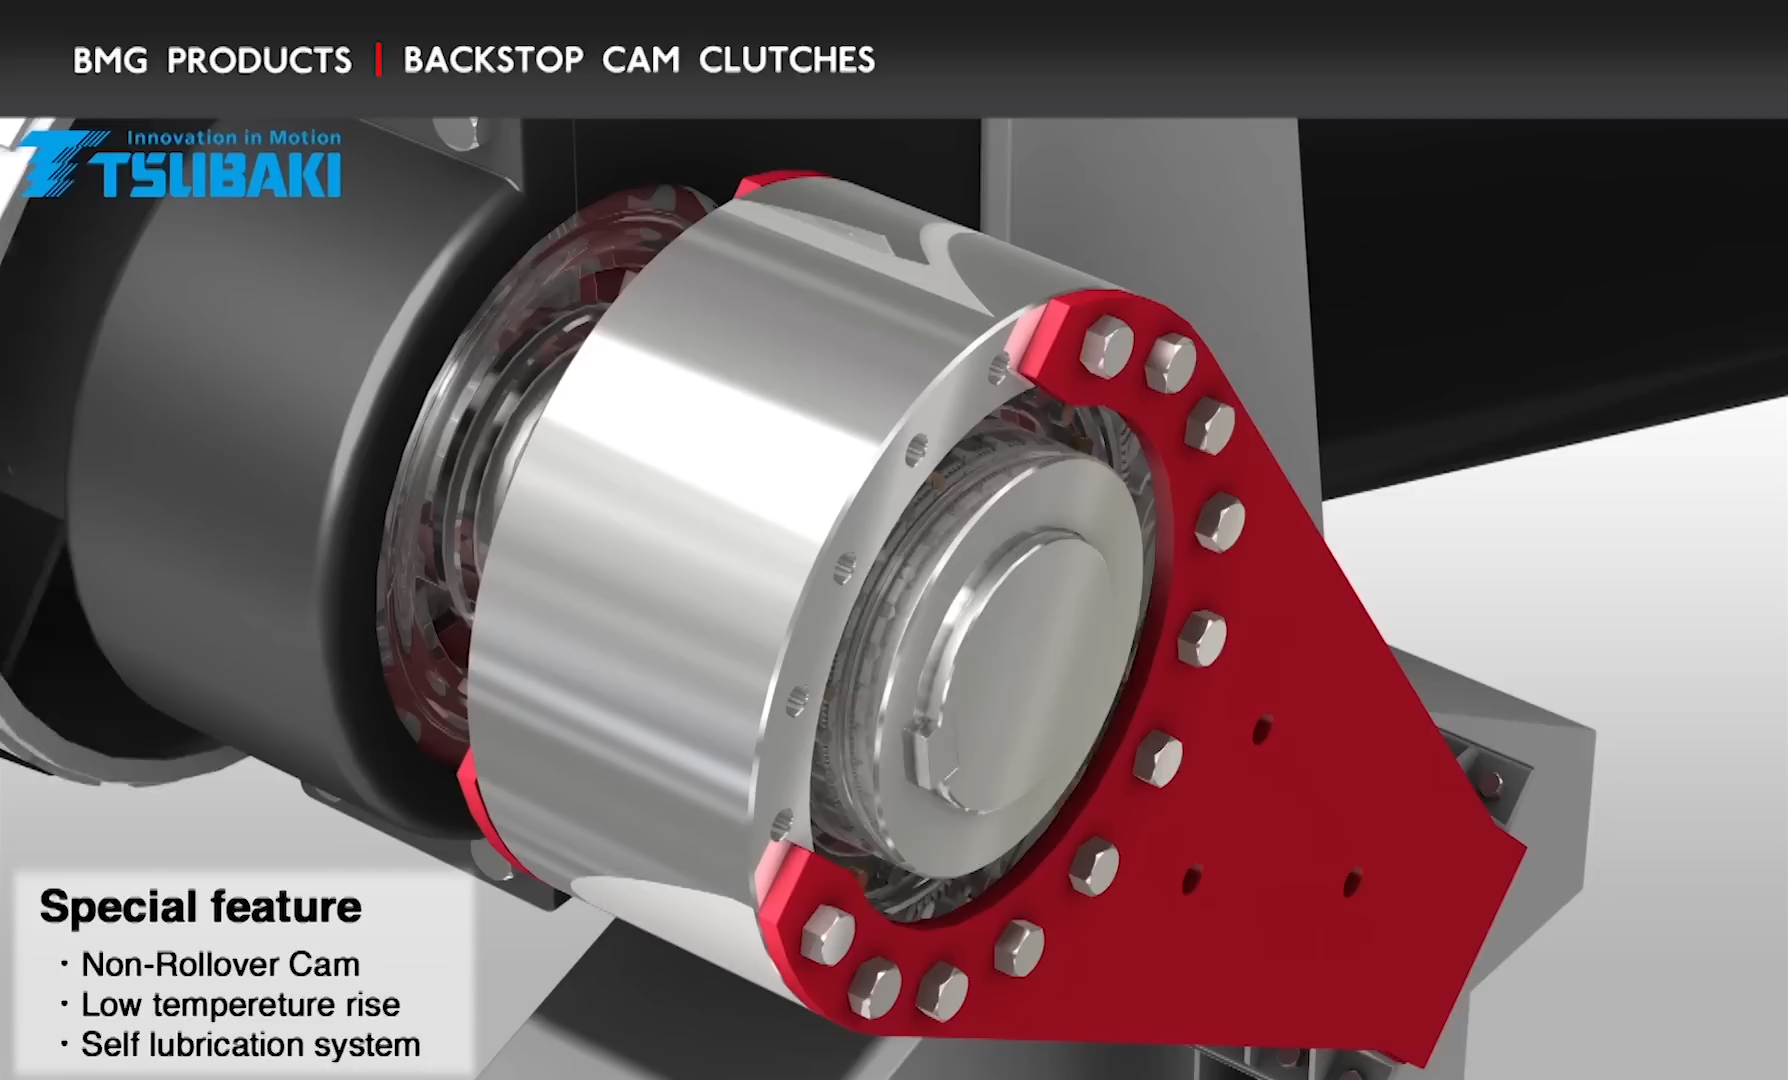 BMG PRODUCTS | BACKSTOP CAM CLUTCHES
Innovation in Motion
TSUBAKI
Special feature
· Non-Rollover Cam
· Low tempereture rise
· Self lubrication system